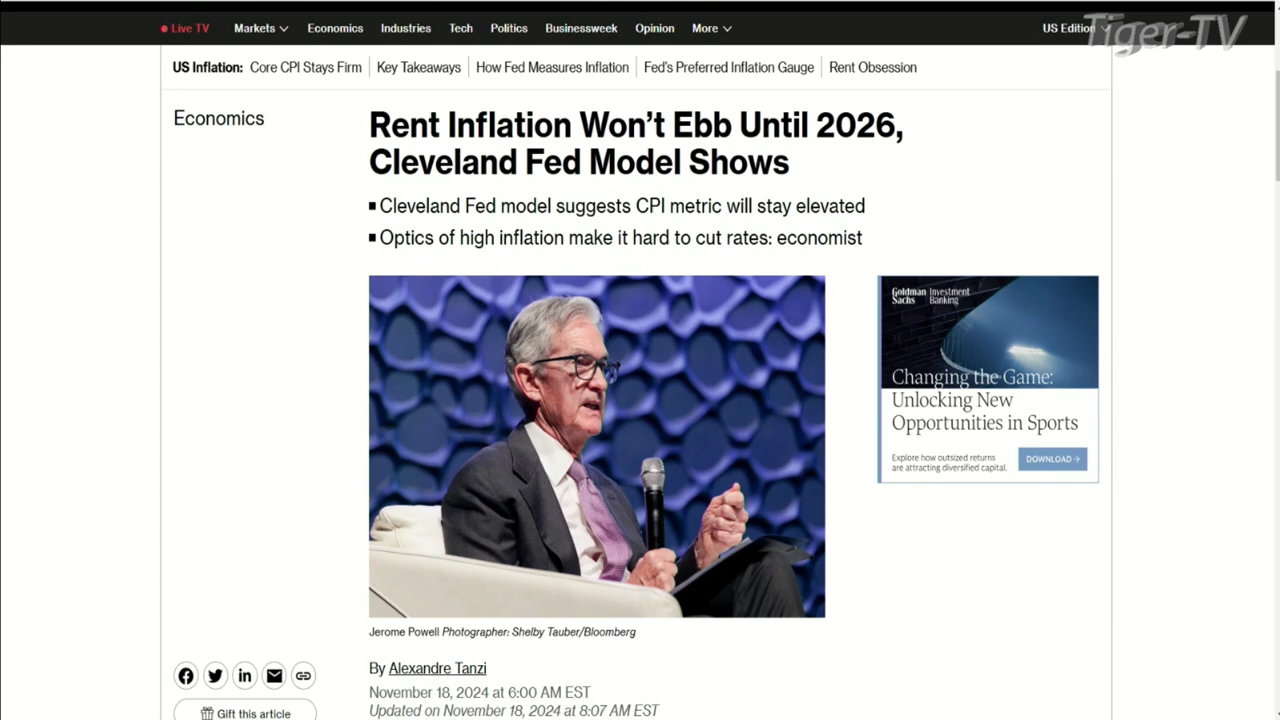 Live TV Markets Economics Industries Tech Politics Businessweek Opinion More US Edition
Tiger-TV
US Inflation: Core CPI Stays Firm Key Takeaways How Fed Measures Inflation Fed's Preferred Inflation Gauge Rent Obsession
Economics
Rent Inflation Won't Ebb Until 2026,
Cleveland Fed Model Shows
Cleveland Fed model suggests CPI metric will stay elevated
Optics of high inflation make it hard to cut rates: economist
Goldman Sachs Investment Banking
Changing the Game:
Unlocking New
Opportunities in Sports
Explore how outsized returns
are attracting diversified capital.
DOWNLOAD→
Jerome Powell Photographer: Shelby Tauber/Bloomberg
By Alexandre Tanzi
November 18, 2024 at 6:00 AM EST
Updated on November 18, 2024 at 8:07 AM EST
Gift this article